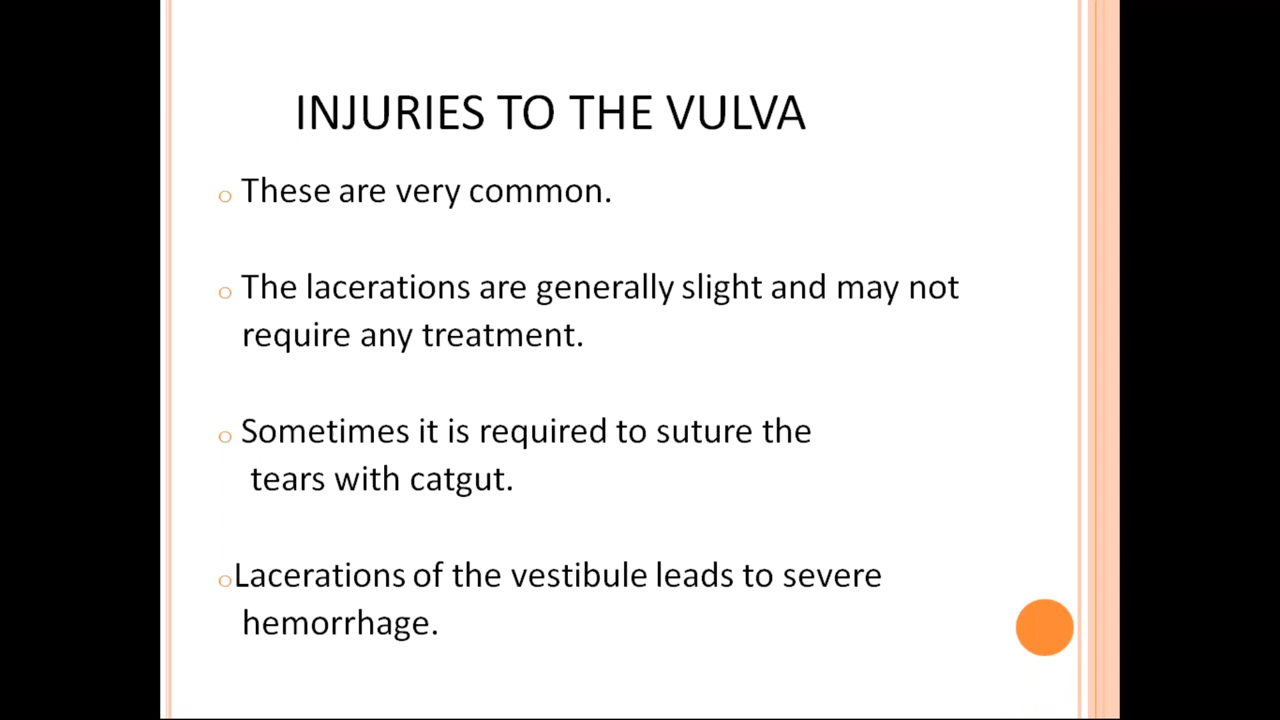 INJURIES TO THE VULVA
These are very common.
The lacerations are generally slight and may not
require any treatment.
Sometimes it is required to suture the
tears with catgut.
Lacerations of the vestibule leads to severe
hemorrhage.